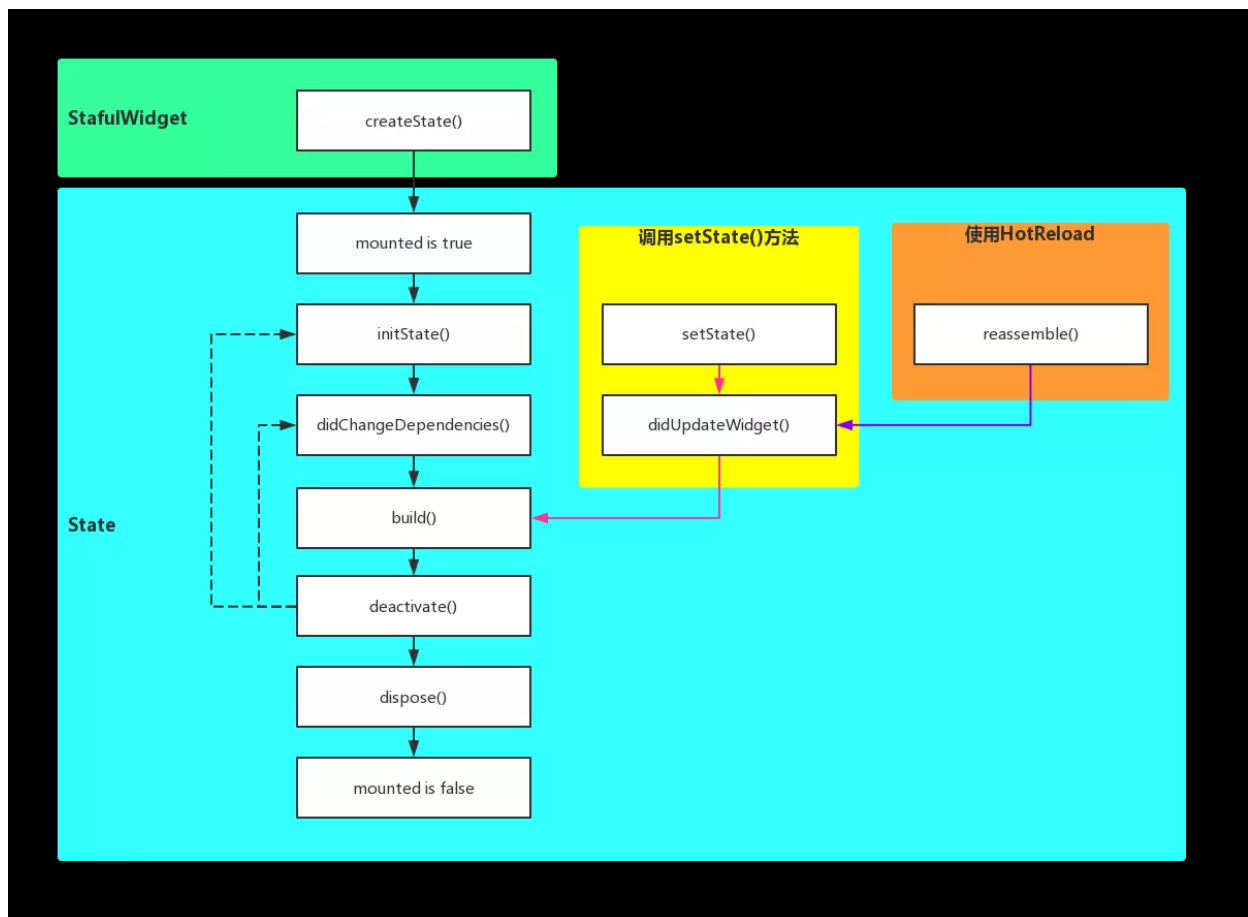 StafulWidget
createState()
mounted is true
调用setState()方法
使用HotReload
initState()
setState()
reassemble()
didChangeDependencies()
didUpdateWidget()
build()
State
deactivate()
dispose()
mounted is false